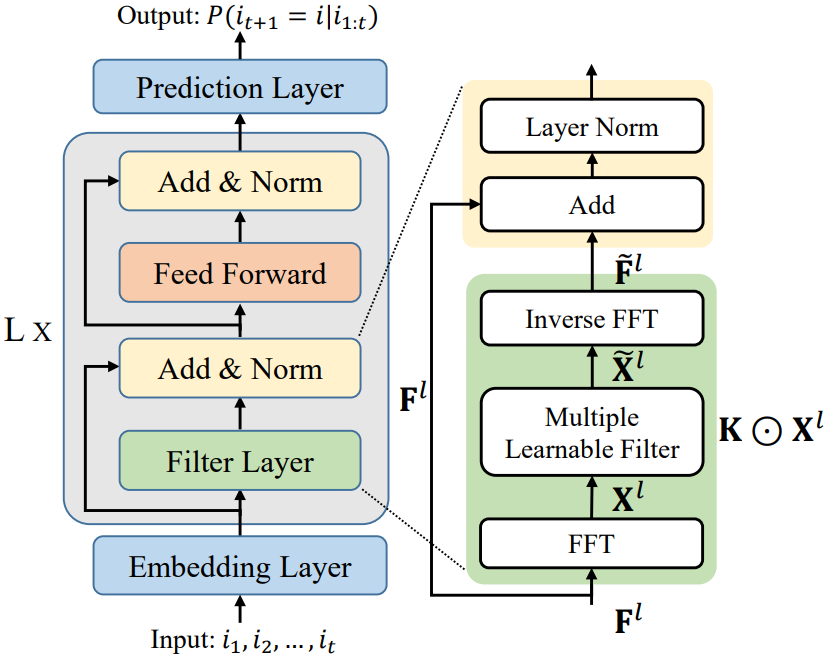 Output: $P(i_{t+1} = i|i_{1:t})$
Prediction Layer
Add & Norm
Feed Forward
Add & Norm
Filter Layer
L x
Embedding Layer
Input: $i_1, i_2, \ldots, i_t$
Layer Norm
Add
$\widetilde{\mathbf{F}}^l$
Inverse FFT
$\widetilde{\mathbf{X}}^l$
$\mathbf{F}^l$
Multiple
Learnable Filter
$\mathbf{K} \odot \mathbf{X}^l$
$\mathbf{X}^l$
FFT
$\mathbf{F}^l$